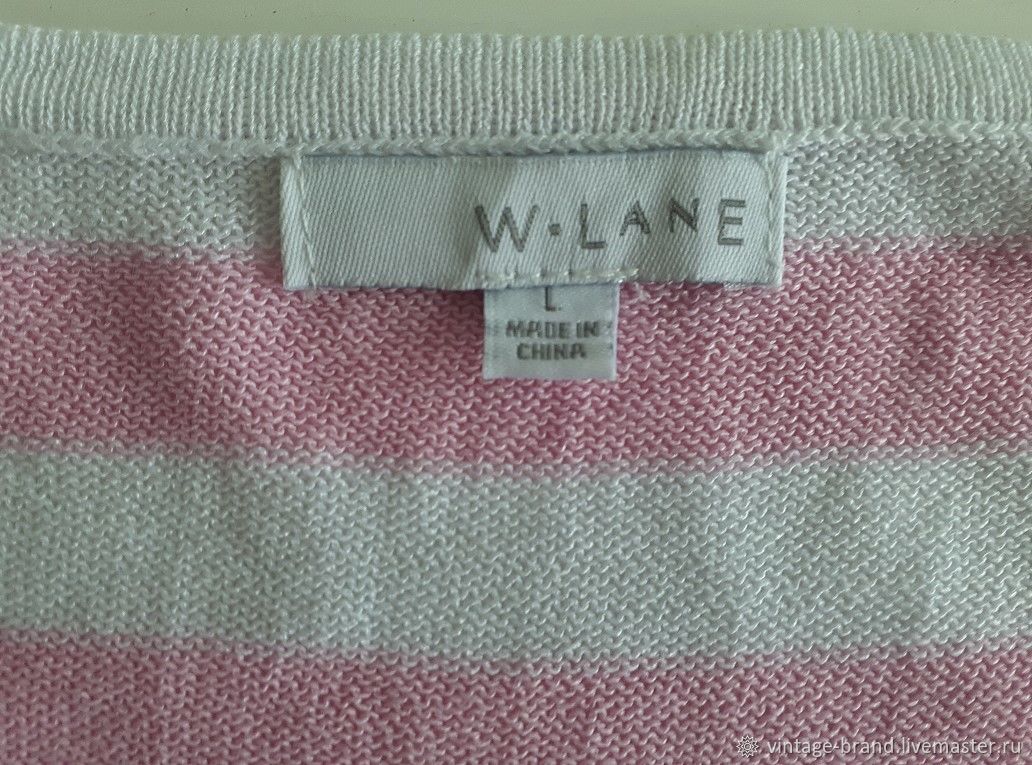 W·LANE
L
MADE IN
CHINA
vintage-brand.livemaster.ru